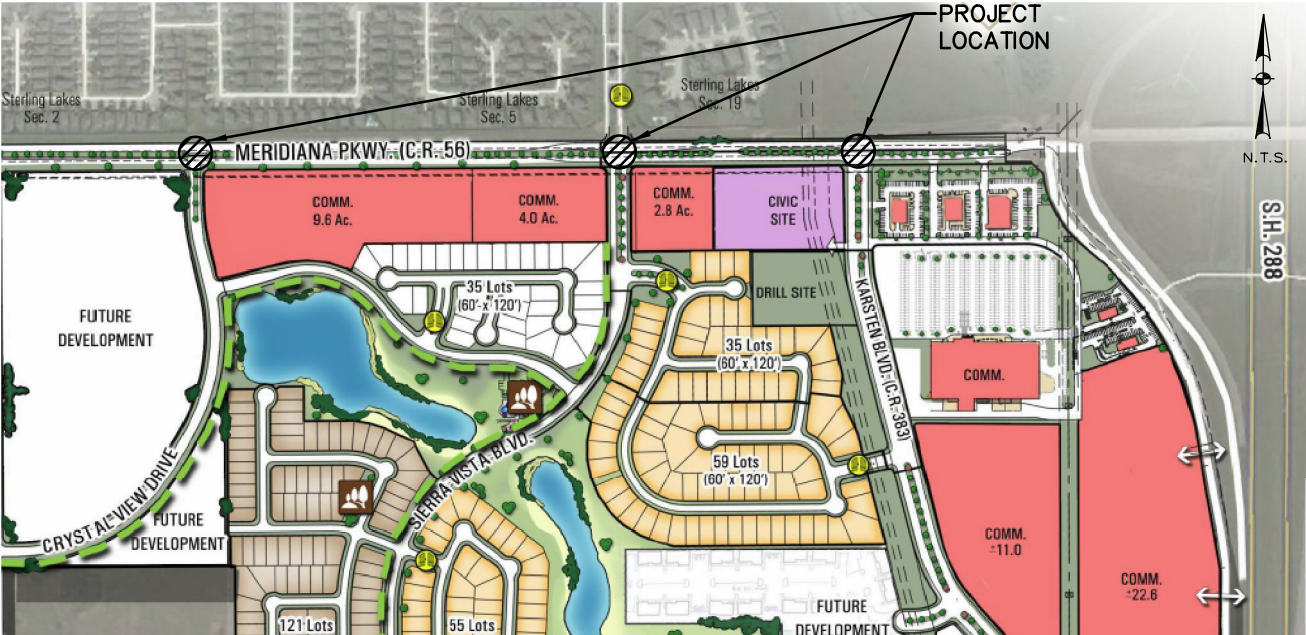 PROJECT
LOCATION
Sterling Lakes
Sec. 2
Sterling Lakes
Sec. 5
Sterling Lakes
Sec. 19
N.T.S.
MERIDIANA PKWY. (C.R. 56)
S.H. 288
COMM.
9.6 Ac.
COMM.
4.0 Ac.
COMM.
2.8 Ac.
CIVIC
SITE
FUTURE
DEVELOPMENT
35 Lots
(60' x 120')
DRILL SITE
KARSTEN BLVD. (C.R. 383)
35 Lots
(60' x 120')
COMM.
59 Lots
(60' x 120')
SIERRA VISTA BLVD.
CRYSTAL VIEW DRIVE
FUTURE
DEVELOPMENT
COMM.
±11.0
COMM.
±22.6
121 Lots
55 Lots
FUTURE
DEVELOPMENT